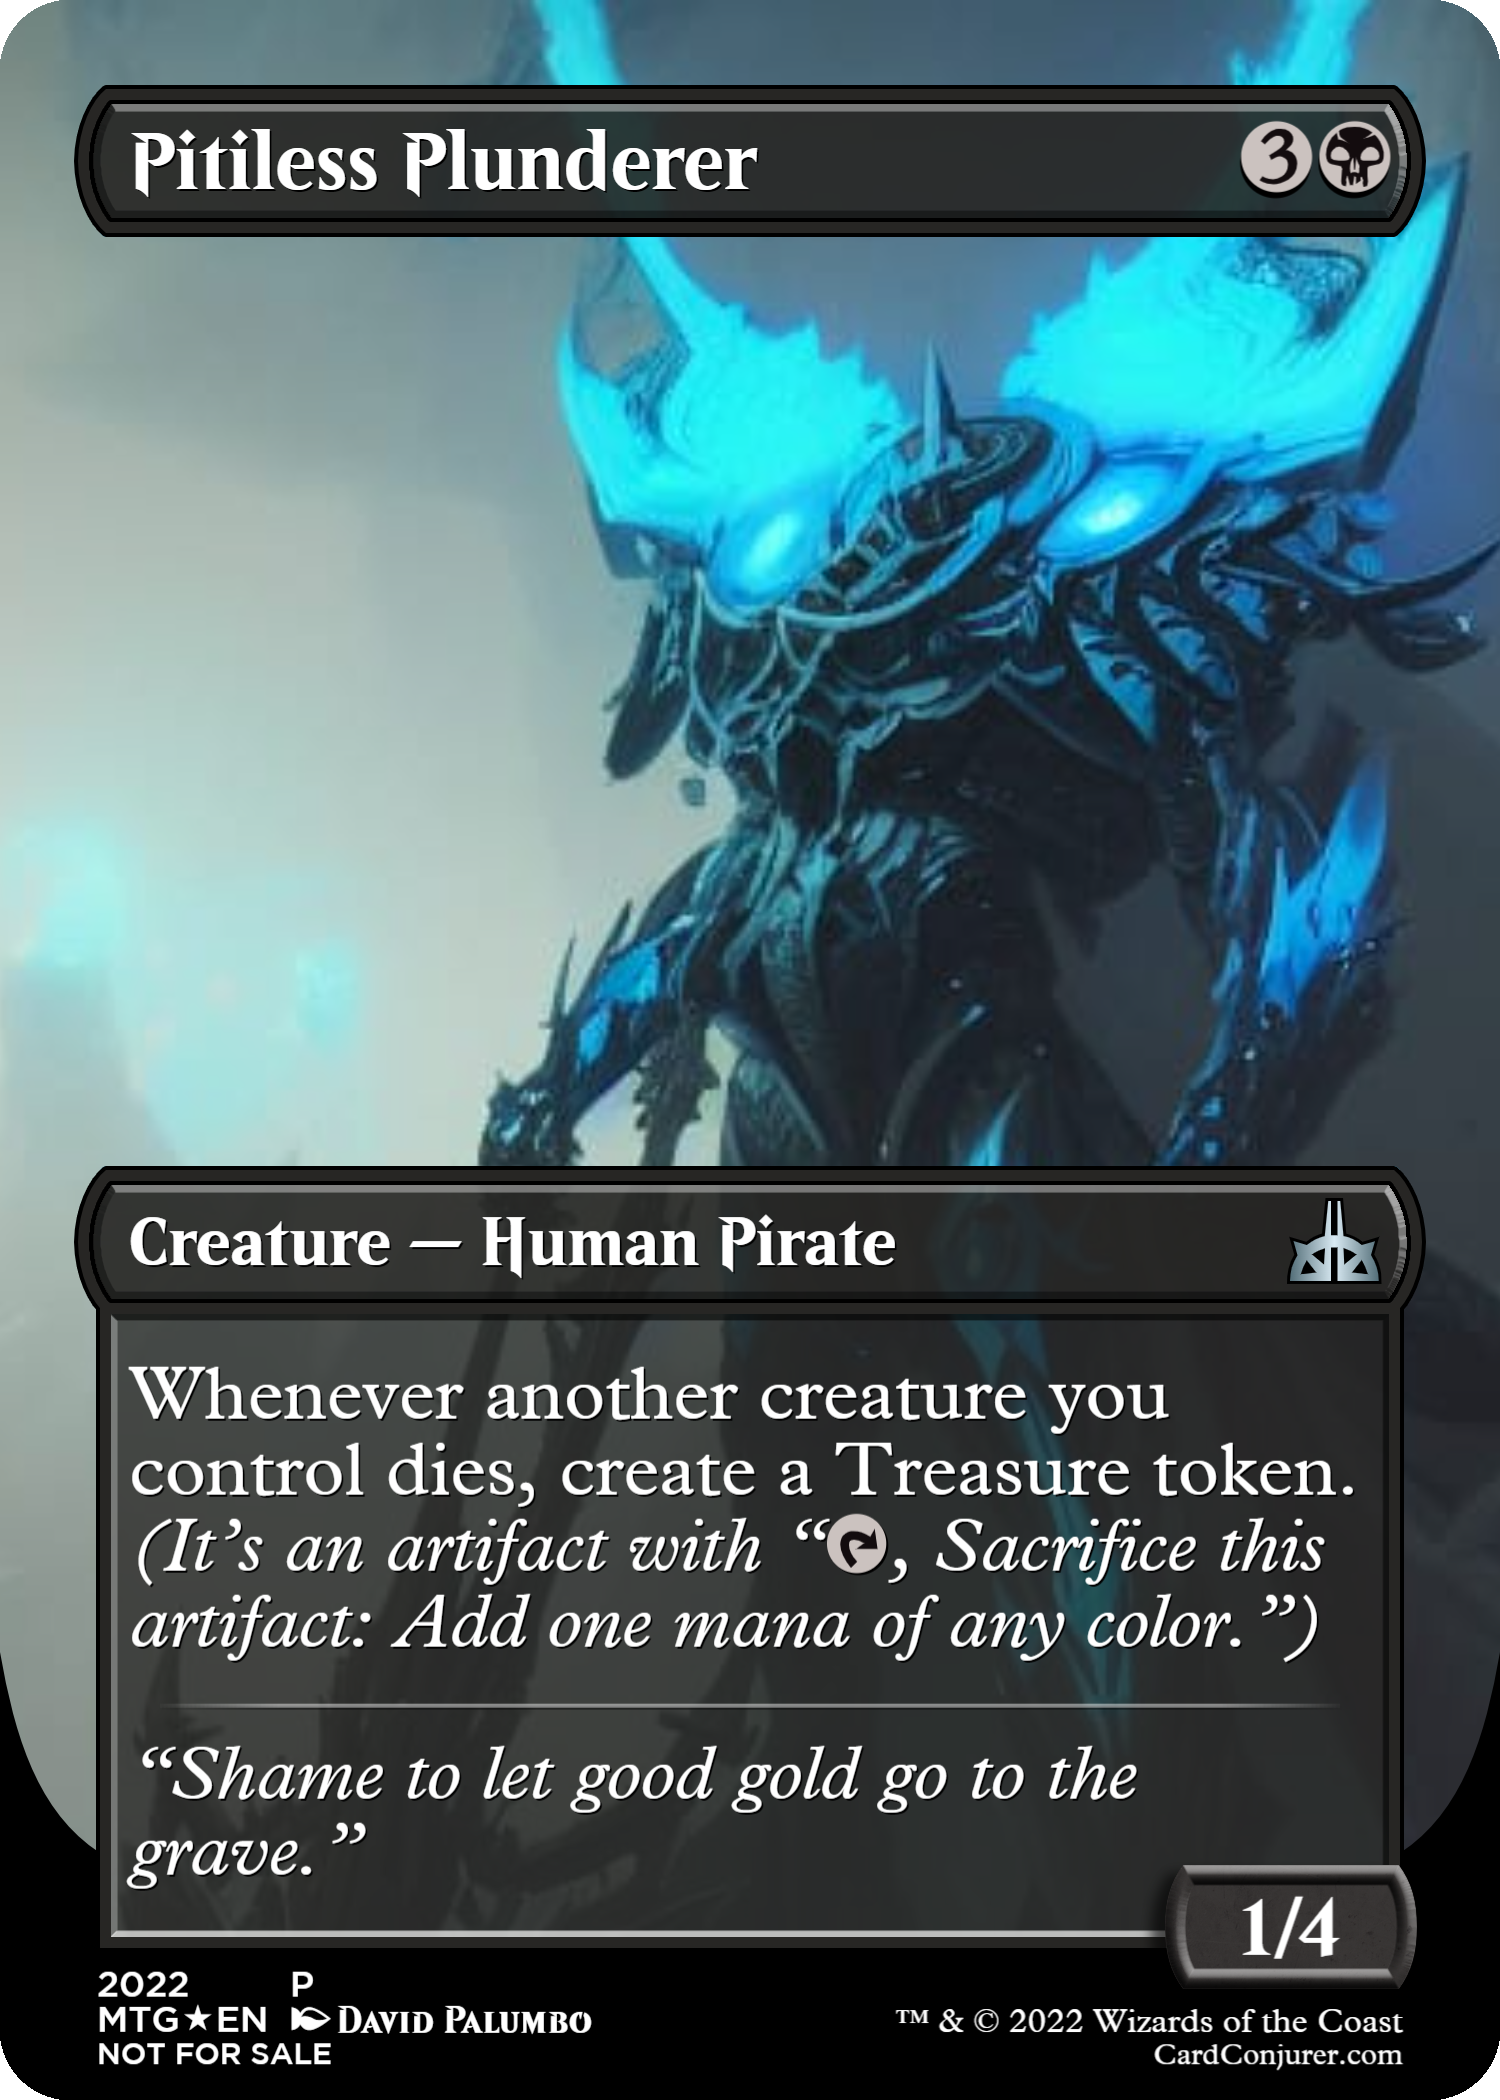 Pitiless Plunderer 3
Creature — Human Pirate
Whenever another creature you
control dies, create a Treasure token.
(It’s an artifact with “, Sacrifice this
artifact: Add one mana of any color.”)
“Shame to let good gold go to the
grave.”
1/4
2022 P
MTG★EN David Palumbo
NOT FOR SALE
™ & © 2022 Wizards of the Coast
CardConjurer.com